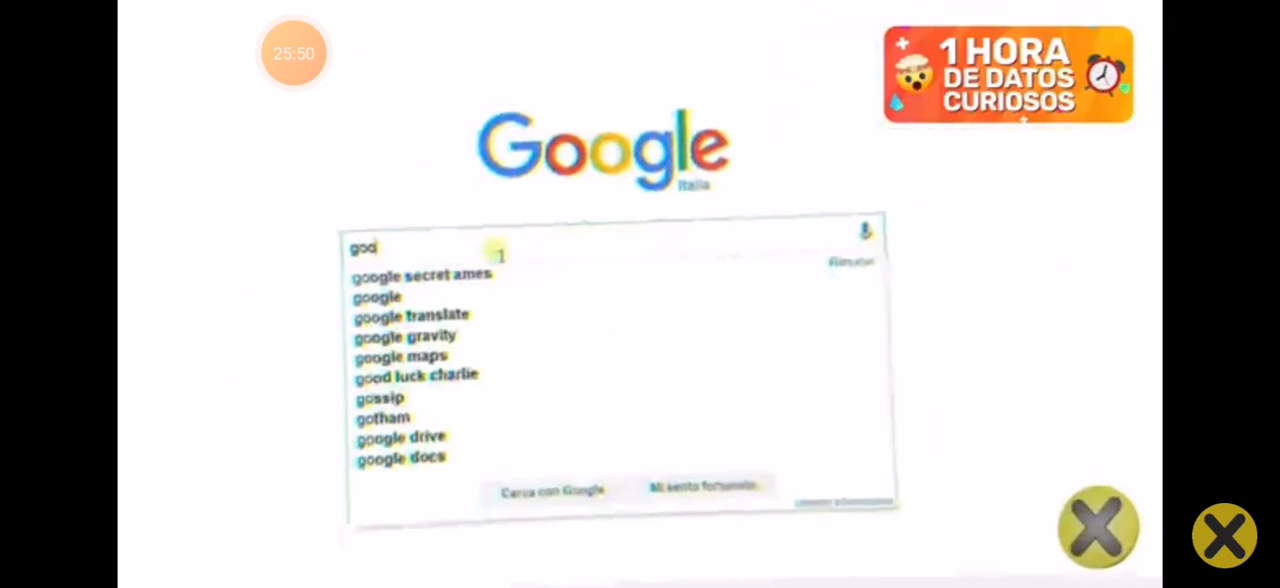 25:50
1 HORA
DE DATOS
CURIOSOS
Google
Italia
goo
google secret ames
google
google translate
google gravity
google maps
good luck charlie
gossip
gotham
google drive
google docs
Cerca con Google
Mi sento fortunato